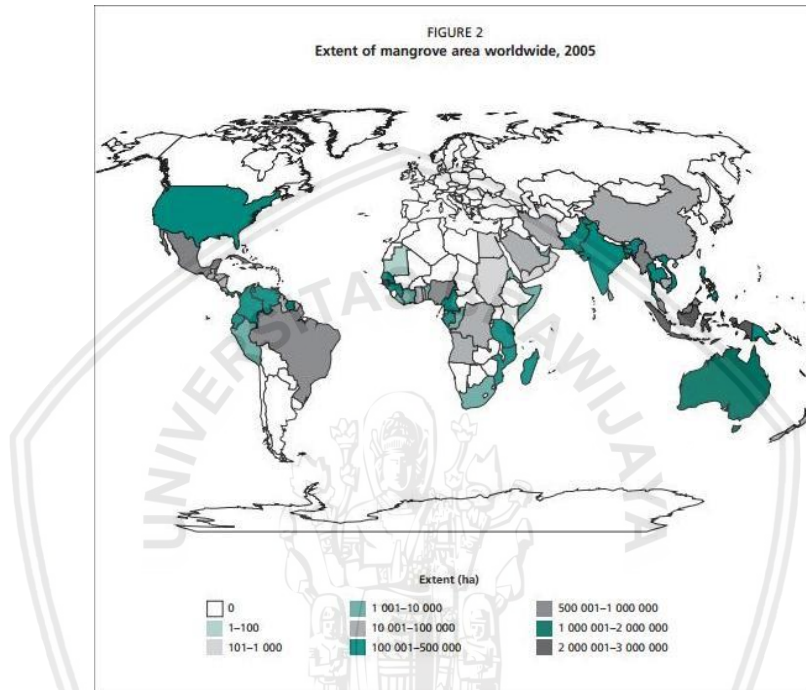 FIGURE 2
Extent of mangrove area worldwide, 2005
UNIVERSITAS BRAWIJAYA
Extent (ha)
0
1–100
101–1 000
1 001–10 000
10 001–100 000
100 001–500 000
500 001–1 000 000
1 000 001–2 000 000
2 000 001–3 000 000